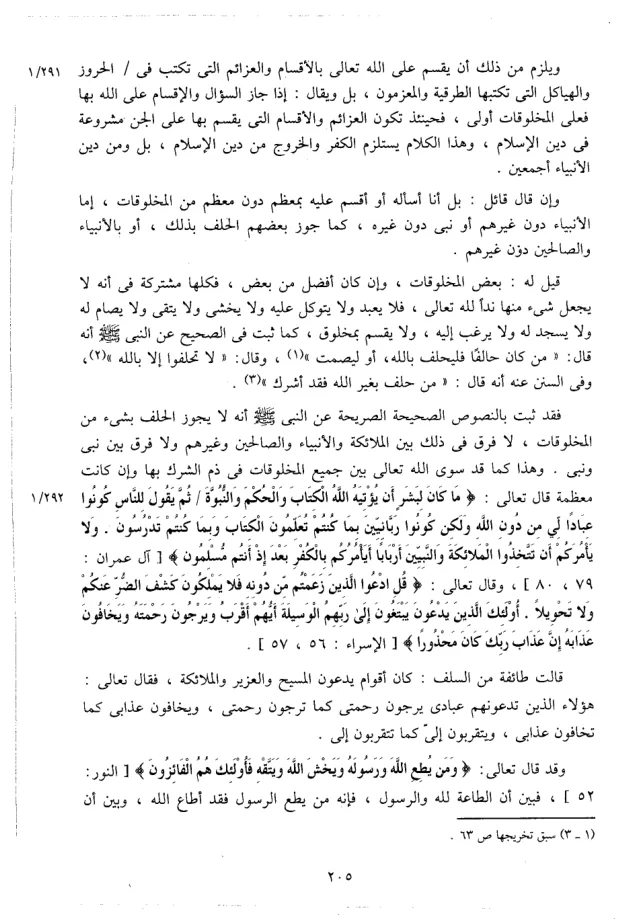 ويلزم من ذلك أن يقسم على الله تعالى بالأقسام والعزائم التى تكتب فى / الحروز ١/٢٩١
والهياكل التى تكتبها الطرقية والمعزمون ، بل ويقال : إذا جاز السؤال والإقسام على الله بها
فعلى المخلوقات أولى ، فحينئذ تكون العزائم والأقسام التى يقسم بها على الجن مشروعة
فى دين الإسلام ، وهذا الكلام يستلزم الكفر والخروج من دين الإسلام ، بل ومن دين
الأنبياء أجمعين .
وإن قال قائل : بل أنا أسأله أو أقسم عليه بمعظم دون معظم من المخلوقات ، إما
الأنبياء دون غيرهم أو نبى دون غيره ، كما جوز بعضهم الحلف بذلك ، أو بالأنبياء
والصالحين دون غيرهم .
قيل له : بعض المخلوقات ، وإن كان أفضل من بعض ، فكلها مشتركة فى أنه لا
يجعل شىء منها نداً لله تعالى ، فلا يعبد ولا يتوكل عليه ولا يخشى ولا يتقى ولا يصام له
ولا يسجد له ولا يرغب إليه ، ولا يقسم بمخلوق ، كما ثبت فى الصحيح عن النبى ﷺ أنه
قال: « من كان حالفًا فليحلف بالله، أو ليصمت »(١) ، وقال: « لا تحلفوا إلا بالله »(٢)،
وفى السنن عنه أنه قال : « من حلف بغير الله فقد أشرك »(٣) .
فقد ثبت بالنصوص الصحيحة الصريحة عن النبى ﷺ أنه لا يجوز الحلف بشىء من
المخلوقات ، لا فرق فى ذلك بين الملائكة والأنبياء والصالحين وغيرهم ولا فرق بين نبى
ونبى . وهذا كما قد سوى الله تعالى بين جميع المخلوقات فى ذم الشرك بها وإن كانت
معظمة قال تعالى : ﴿ مَا كَانَ لِبَشَرٍ أَن يُؤْتِيَهُ اللَّهُ الْكِتَابَ وَالْحُكْمَ وَالنُّبُوَّةَ / ثُمَّ يَقُولَ لِلنَّاسِ كُونُوا ١/٢٩٢
عِبَادًا لِّي مِن دُونِ اللَّهِ وَلَٰكِن كُونُوا رَبَّانِيِّينَ بِمَا كُنتُمْ تُعَلِّمُونَ الْكِتَابَ وَبِمَا كُنتُمْ تَدْرُسُونَ . وَلا
يَأْمُرَكُمْ أَن تَتَّخِذُوا الْمَلائِكَةَ وَالنَّبِيِّينَ أَرْبَابًا أَيَأْمُرُكُم بِالْكُفْرِ بَعْدَ إِذْ أَنتُم مُّسْلِمُونَ ﴾ [ آل عمران :
٧٩ ، ٨٠ ] ، وقال تعالى : ﴿ قُلِ ادْعُوا الَّذِينَ زَعَمْتُم مِّن دُونِهِ فَلا يَمْلِكُونَ كَشْفَ الضُّرِّ عَنكُمْ
وَلا تَحْوِيلاً . أُولَٰئِكَ الَّذِينَ يَدْعُونَ يَبْتَغُونَ إِلَىٰ رَبِّهِمُ الْوَسِيلَةَ أَيُّهُمْ أَقْرَبُ وَيَرْجُونَ رَحْمَتَهُ وَيَخَافُونَ
عَذَابَهُ إِنَّ عَذَابَ رَبِّكَ كَانَ مَحْذُورًا ﴾ [ الإسراء : ٥٦ ، ٥٧ ] .
قالت طائفة من السلف : كان أقوام يدعون المسيح والعزير والملائكة ، فقال تعالى :
هؤلاء الذين تدعونهم عبادى يرجون رحمتى كما ترجون رحمتى ، ويخافون عذابى كما
تخافون عذابى ، ويتقربون إلىّ كما تتقربون إلى .
وقد قال تعالى: ﴿ وَمَن يُطِعِ اللَّهَ وَرَسُولَهُ وَيَخْشَ اللَّهَ وَيَتَّقْهِ فَأُولَٰئِكَ هُمُ الْفَائِزُونَ ﴾ [ النور:
٥٢ ] ، فبين أن الطاعة لله والرسول ، فإنه من يطع الرسول فقد أطاع الله ، وبين أن
(١ ـ ٣) سبق تخريجها ص ٦٣ .
٢٠٥